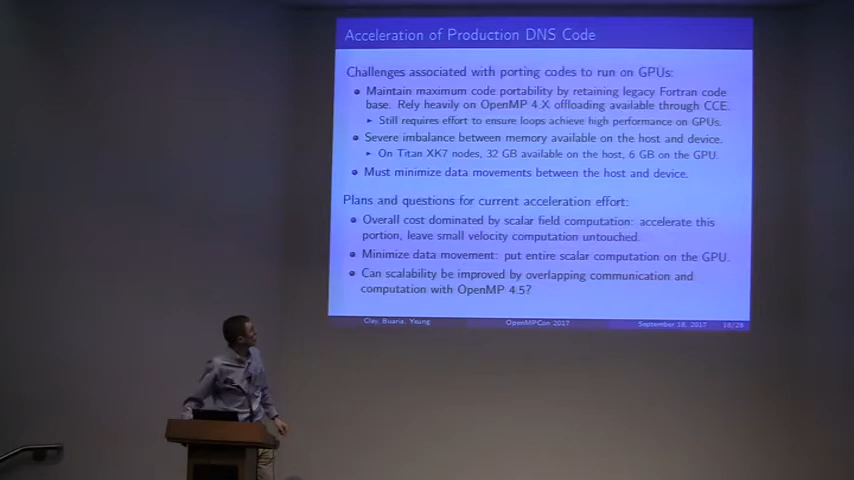 Acceleration of Production DNS Code
Challenges associated with porting codes to run on GPUs:
Maintain maximum code portability by retaining legacy Fortran code
base. Rely heavily on OpenMP 4.X offloading available through CCE.
Still requires effort to ensure loops achieve high performance on GPUs.
Severe imbalance between memory available on the host and device.
On Titan XK7 nodes, 32 GB available on the host, 6 GB on the GPU.
Must minimize data movements between the host and device.
Plans and questions for current acceleration effort:
Overall cost dominated by scalar field computation: accelerate this
portion, leave small velocity computation untouched.
Minimize data movement: put entire scalar computation on the GPU.
Can scalability be improved by overlapping communication and
computation with OpenMP 4.5?
Clay, Buaria, Yeung OpenMPCon 2017 September 18, 2017 18/28